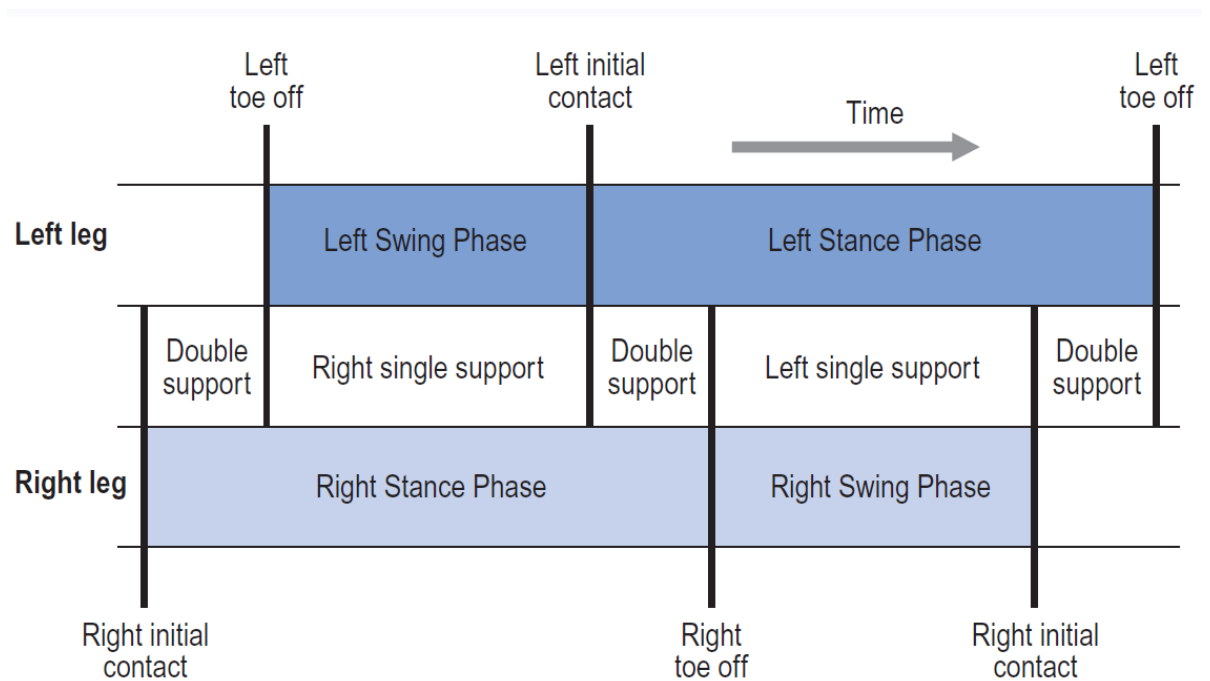 Left
toe off
Left initial
contact
Left
toe off
Time
Left leg
Left Swing Phase
Left Stance Phase
Double
support
Right single support
Double
support
Left single support
Double
support
Right leg
Right Stance Phase
Right Swing Phase
Right initial
contact
Right
toe off
Right initial
contact